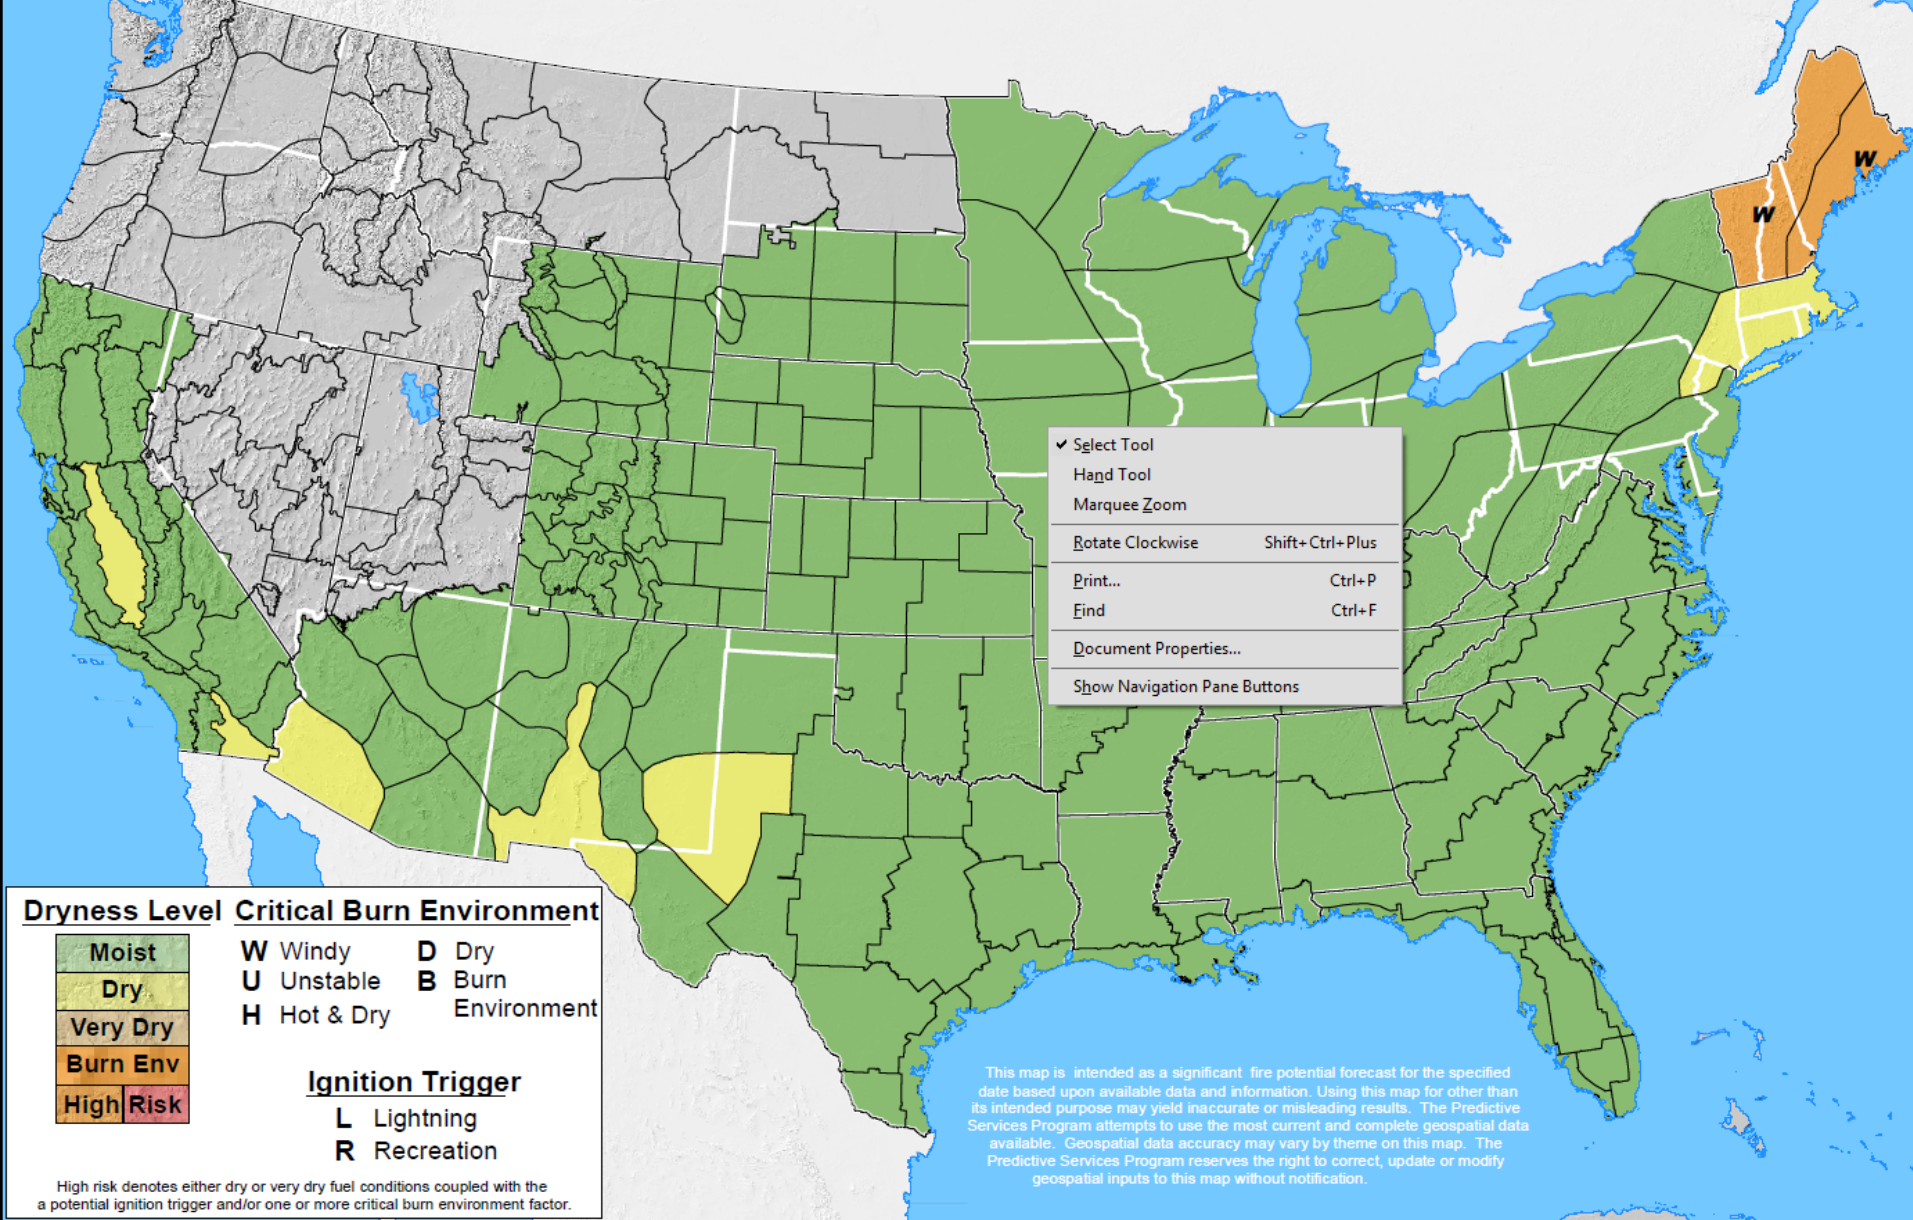 W
W
✔ Select Tool
Hand Tool
Marquee Zoom
Rotate Clockwise Shift+Ctrl+Plus
Print... Ctrl+P
Find Ctrl+F
Document Properties...
Show Navigation Pane Buttons
Dryness Level
Moist
Dry
Very Dry
Burn Env
High Risk
Critical Burn Environment
W Windy
U Unstable
H Hot & Dry
D Dry
B Burn
Environment
Ignition Trigger
L Lightning
R Recreation
High risk denotes either dry or very dry fuel conditions coupled with the
a potential ignition trigger and/or one or more critical burn environment factor.
This map is intended as a significant fire potential forecast for the specified
date based upon available data and information. Using this map for other than
its intended purpose may yield inaccurate or misleading results. The Predictive
Services Program attempts to use the most current and complete geospatial data
available. Geospatial data accuracy may vary by theme on this map. The
Predictive Services Program reserves the right to correct, update or modify
geospatial inputs to this map without notification.